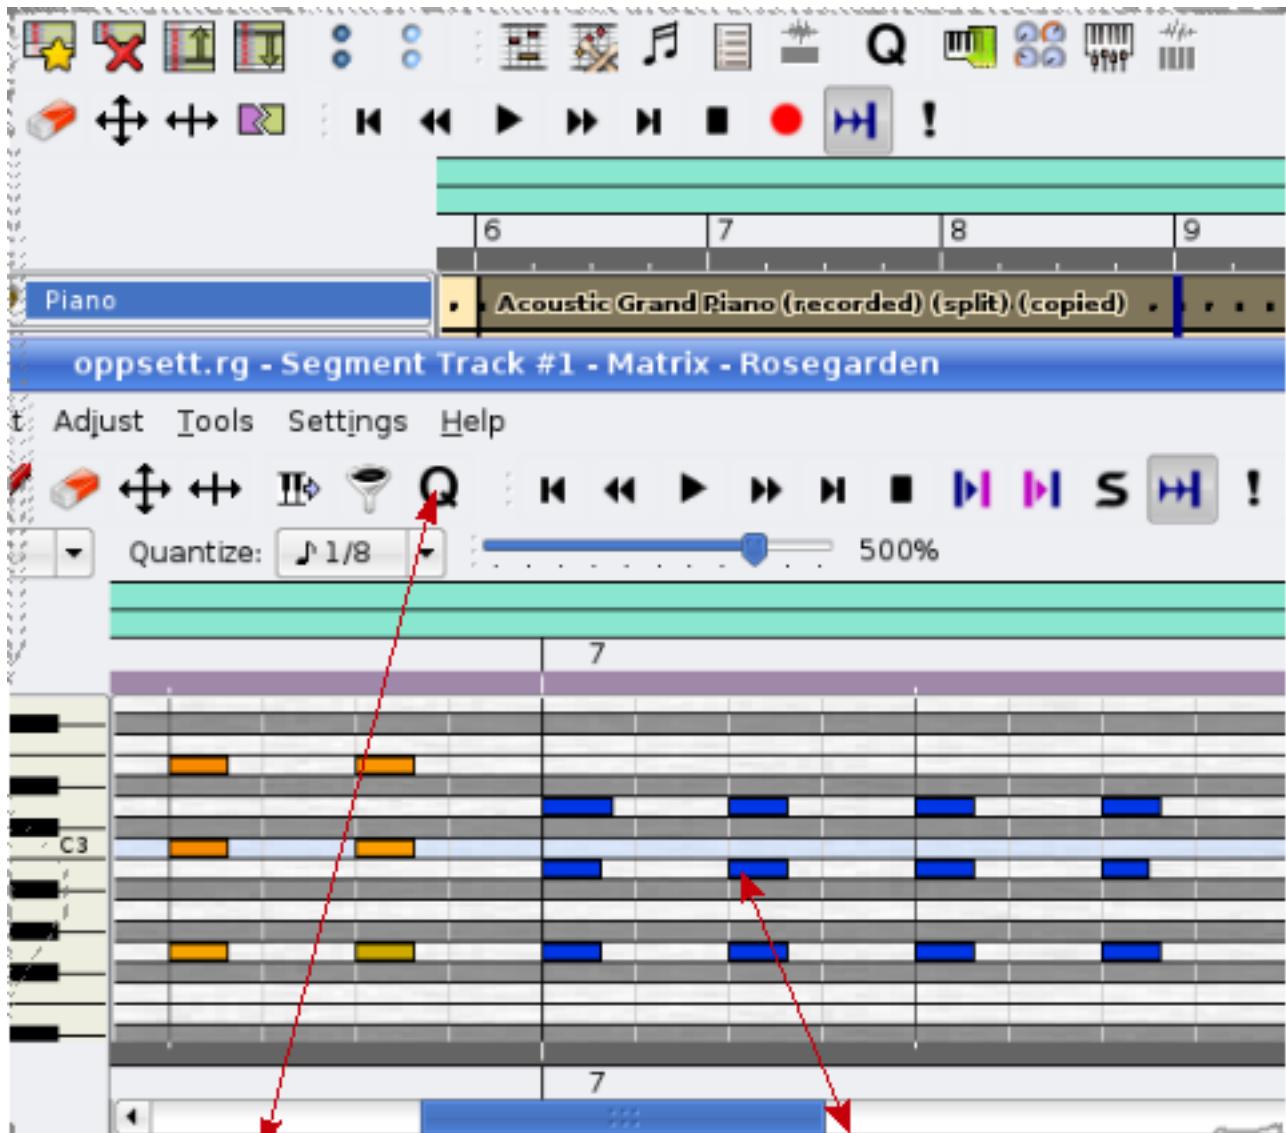 Q
!
6 7 8 9
Piano
Acoustic Grand Piano (recorded) (split) (copied)
oppsett.rg - Segment Track #1 - Matrix - Rosegarden
t Adjust Tools Settings Help
Q S !
Quantize: 1/8 500%
7
C3
7